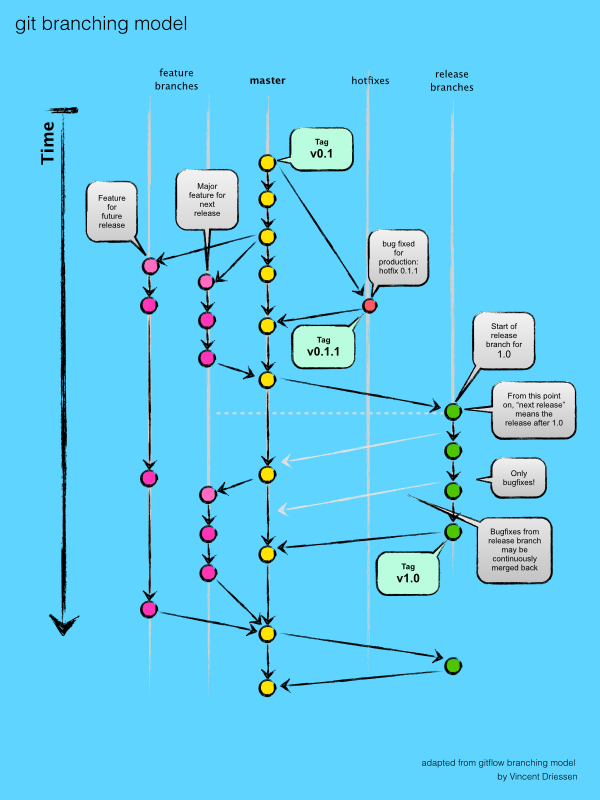 git branching model
feature
branches
master
hotfixes
release
branches
Time
Tag
v0.1
Feature
for
future
release
Major
feature for
next
release
bug fixed
for
production:
hotfix 0.1.1
Tag
v0.1.1
Start of
release
branch for
1.0
From this point
on, "next release"
means the
release after 1.0
Only
bugfixes!
Bugfixes from
release branch
may be
continuously
merged back
Tag
v1.0
adapted from gitflow branching model
by Vincent Driessen